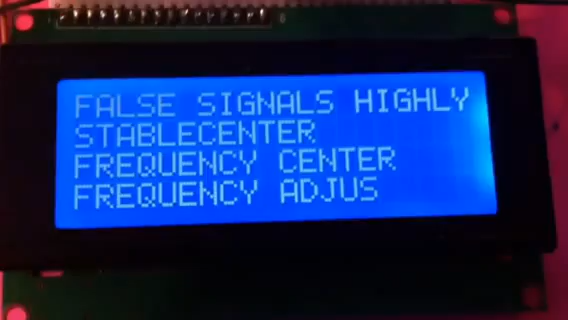 FALSE SIGNALS HIGHLY
STABLECENTER
FREQUENCY CENTER
FREQUENCY ADJUS